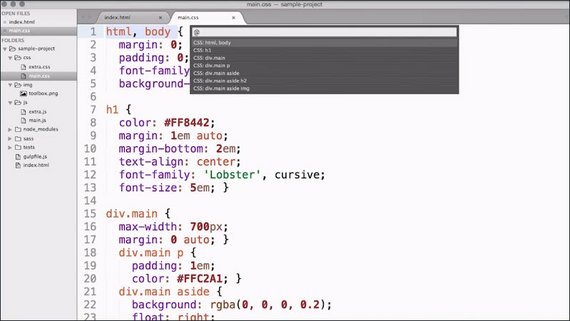 main.css — sample-project
OPEN FILES
index.html
main.css
FOLDERS
sample-project
css
extra.css
main.css
img
toolbox.png
js
extra.js
main.js
node_modules
sass
tests
gulpfile.js
index.html
index.html ×
main.css ×
@
CSS: html, body
CSS: h1
CSS: div.main
CSS: div.main p
CSS: div.main aside
CSS: div.main aside h2
CSS: div.main aside img
1 html, body {
2 margin: 0;
3 padding: 0;
4 font-family
5 background-
6
7 h1 {
8 color: #FF8442;
9 margin: 1em auto;
10 margin-bottom: 2em;
11 text-align: center;
12 font-family: 'Lobster', cursive;
13 font-size: 5em; }
14
15 div.main {
16 max-width: 700px;
17 margin: 0 auto; }
18 div.main p {
19 padding: 1em;
20 color: #FFC2A1; }
21 div.main aside {
22 background: rgba(0, 0, 0, 0.2);
23 float: right;